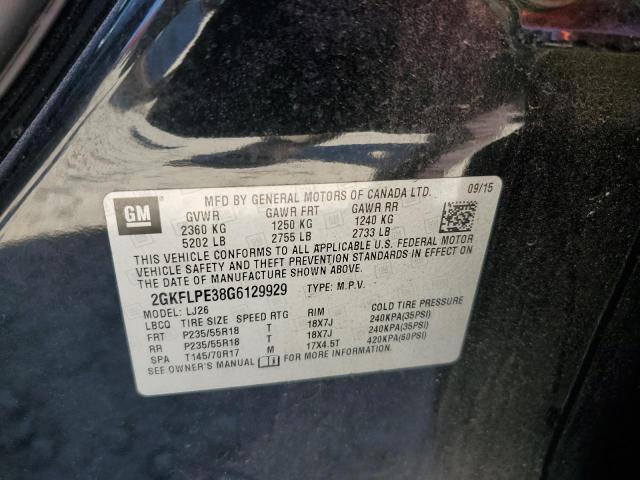 MFD BY GENERAL MOTORS OF CANADA LTD. 09/15
GM
GVWR GAWR FRT GAWR RR
2360 KG 1250 KG 1240 KG
5202 LB 2755 LB 2733 LB
THIS VEHICLE CONFORMS TO ALL APPLICABLE U.S. FEDERAL MOTOR
VEHICLE SAFETY AND THEFT PREVENTION STANDARDS IN EFFECT ON
THE DATE OF MANUFACTURE SHOWN ABOVE.
2GKFLPE38G6129929 TYPE: M.P.V.
MODEL: LJ26
LBCQ TIRE SIZE SPEED RTG RIM COLD TIRE PRESSURE
FRT P235/55R18 T 18X7J 240KPA(35PSI)
RR P235/55R18 T 18X7J 240KPA(35PSI)
SPA T145/70R17 M 17X4.5T 420KPA(60PSI)
SEE OWNER'S MANUAL FOR MORE INFORMATION.